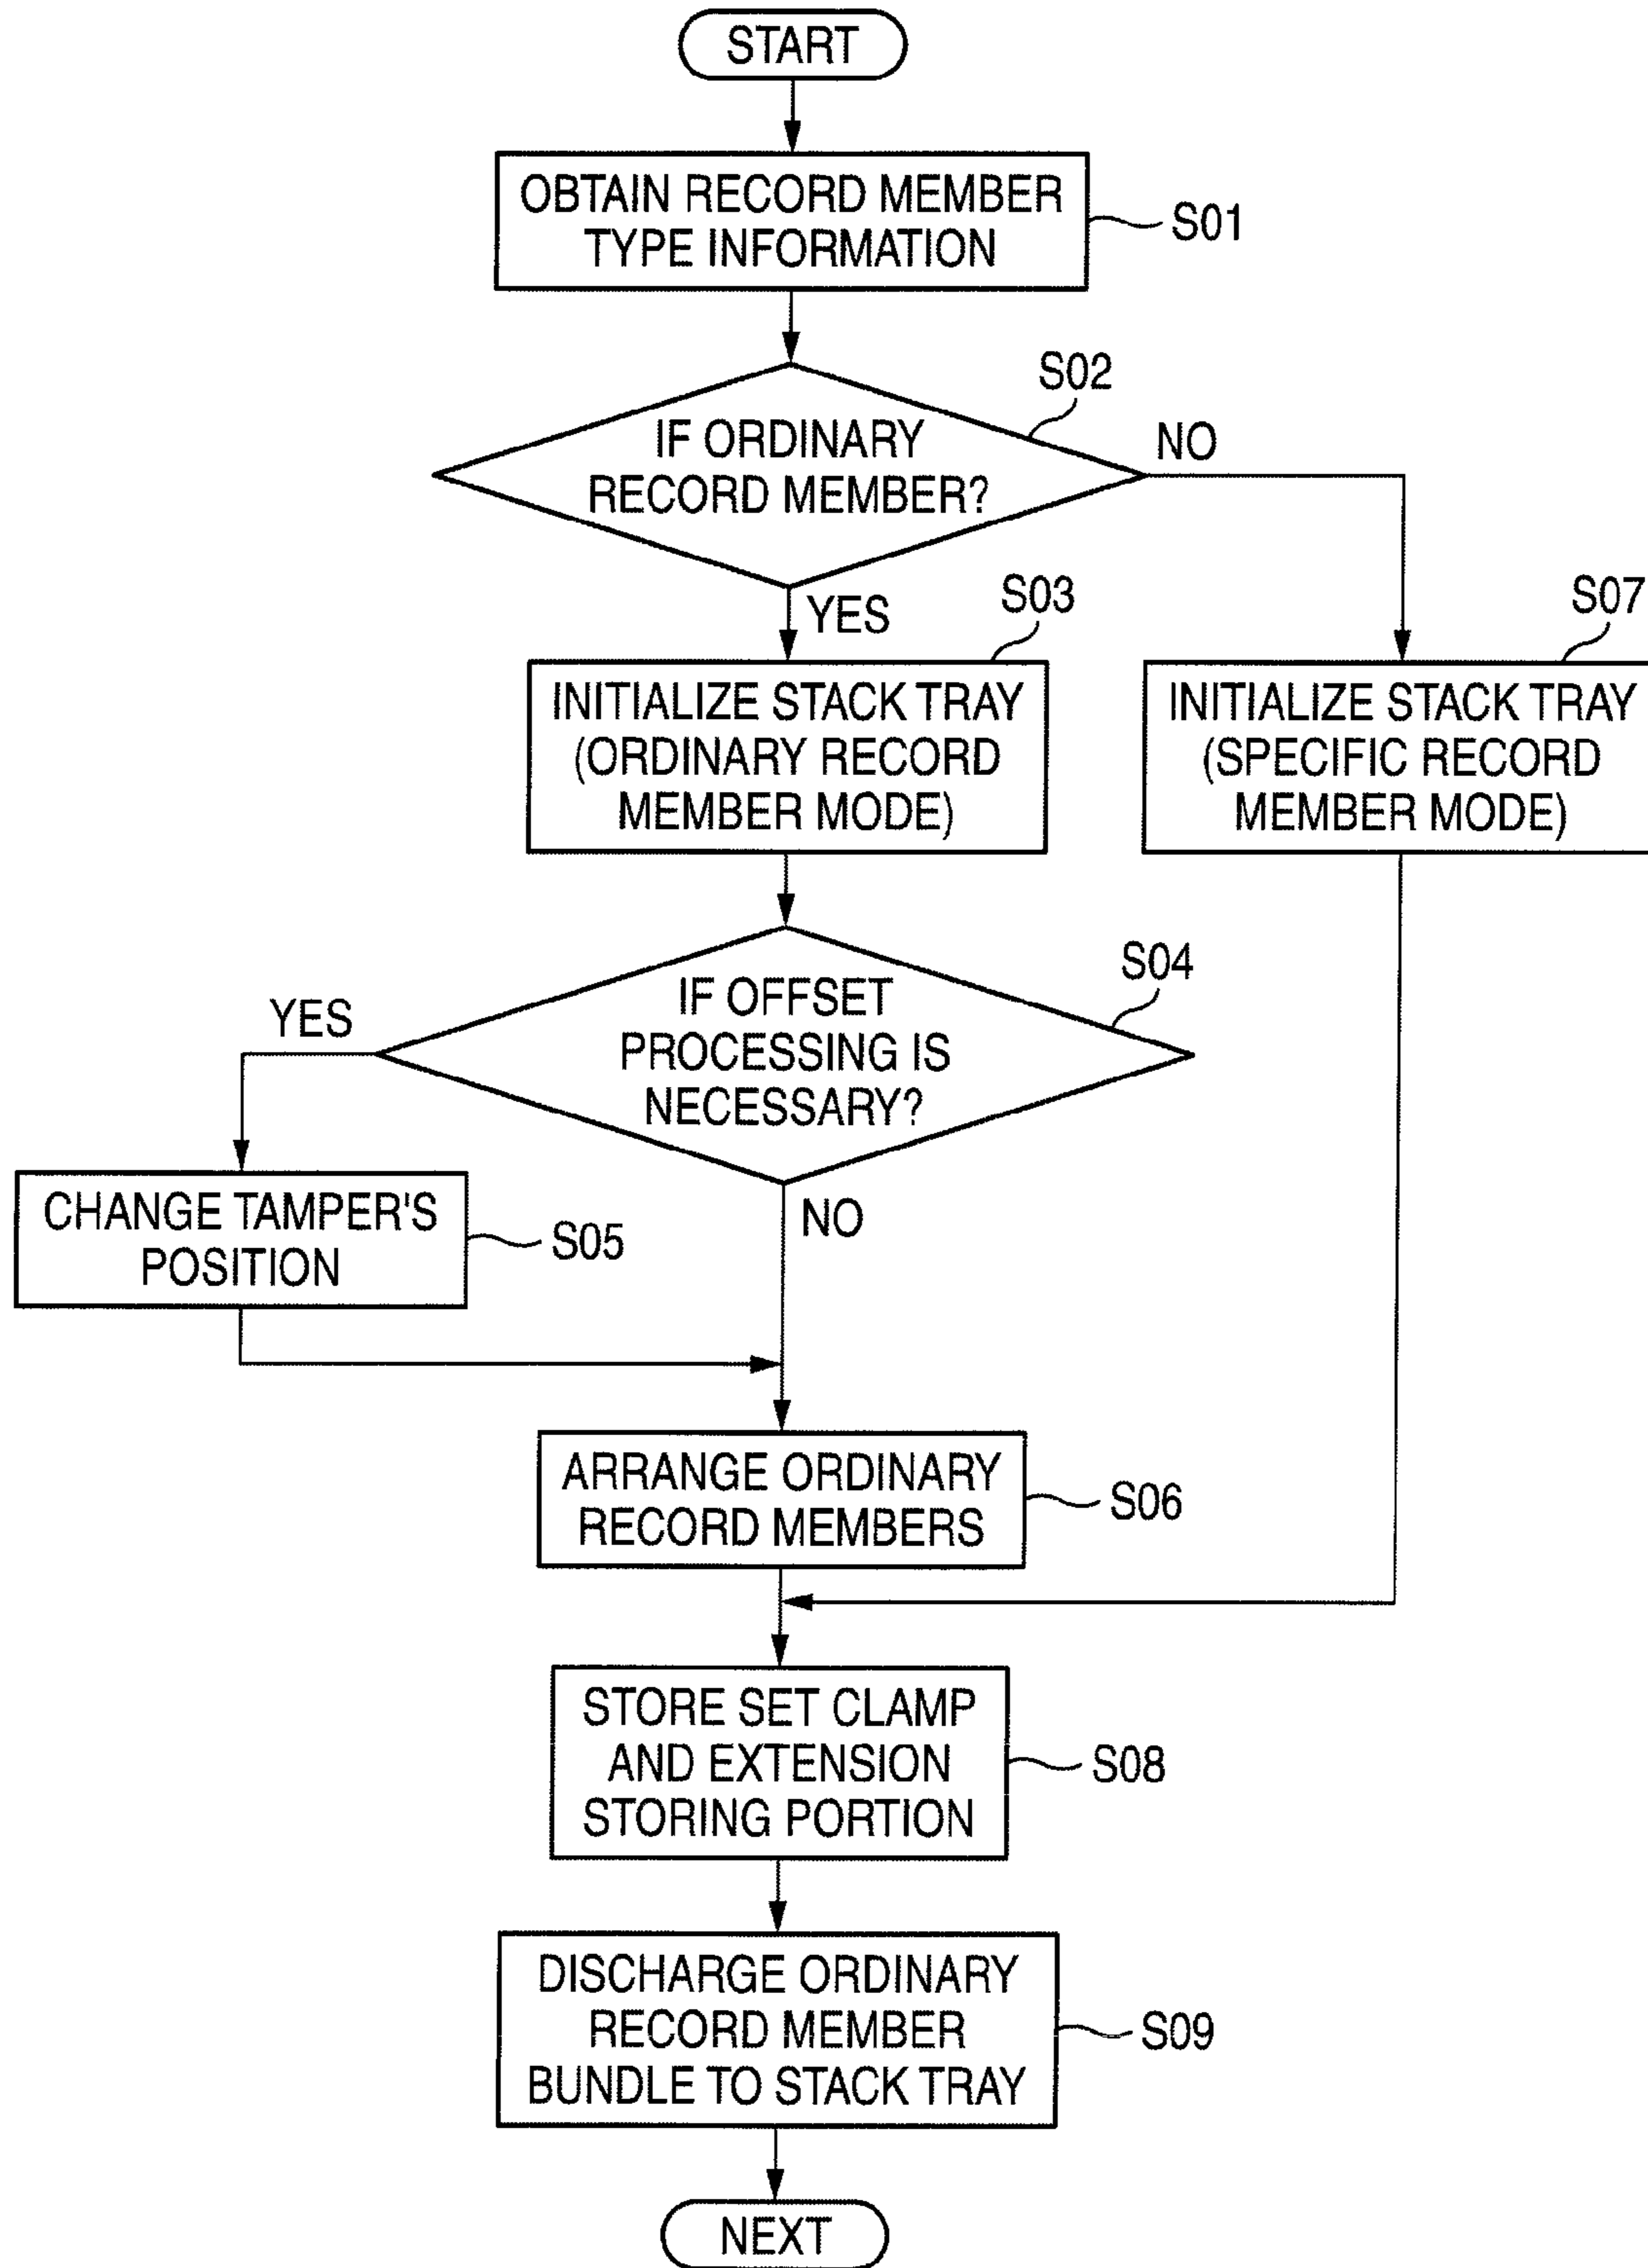 START
OBTAIN RECORD MEMBER
TYPE INFORMATION
S01
S02
IF ORDINARY
RECORD MEMBER?
NO
YES
S03
INITIALIZE STACK TRAY
(ORDINARY RECORD
MEMBER MODE)
S07
INITIALIZE STACK TRAY
(SPECIFIC RECORD
MEMBER MODE)
S04
IF OFFSET
PROCESSING IS
NECESSARY?
YES
NO
CHANGE TAMPER'S
POSITION
S05
ARRANGE ORDINARY
RECORD MEMBERS
S06
STORE SET CLAMP
AND EXTENSION
STORING PORTION
S08
DISCHARGE ORDINARY
RECORD MEMBER
BUNDLE TO STACK TRAY
S09
NEXT